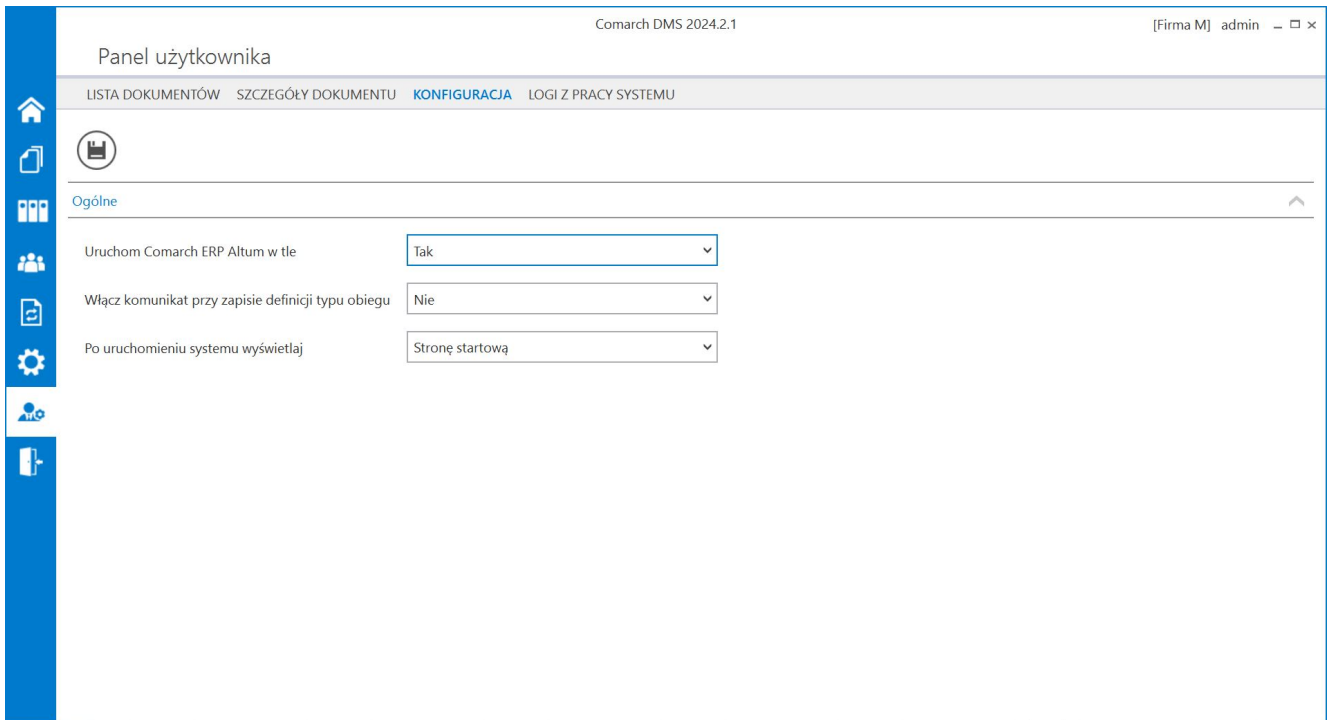 Comarch DMS 2024.2.1
[Firma M] admin
Panel użytkownika
LISTA DOKUMENTÓW SZCZEGÓŁY DOKUMENTU KONFIGURACJA LOGI Z PRACY SYSTEMU
Ogólne
Uruchom Comarch ERP Altum w tle Tak
Włącz komunikat przy zapisie definicji typu obiegu Nie
Po uruchomieniu systemu wyświetlaj Stronę startową